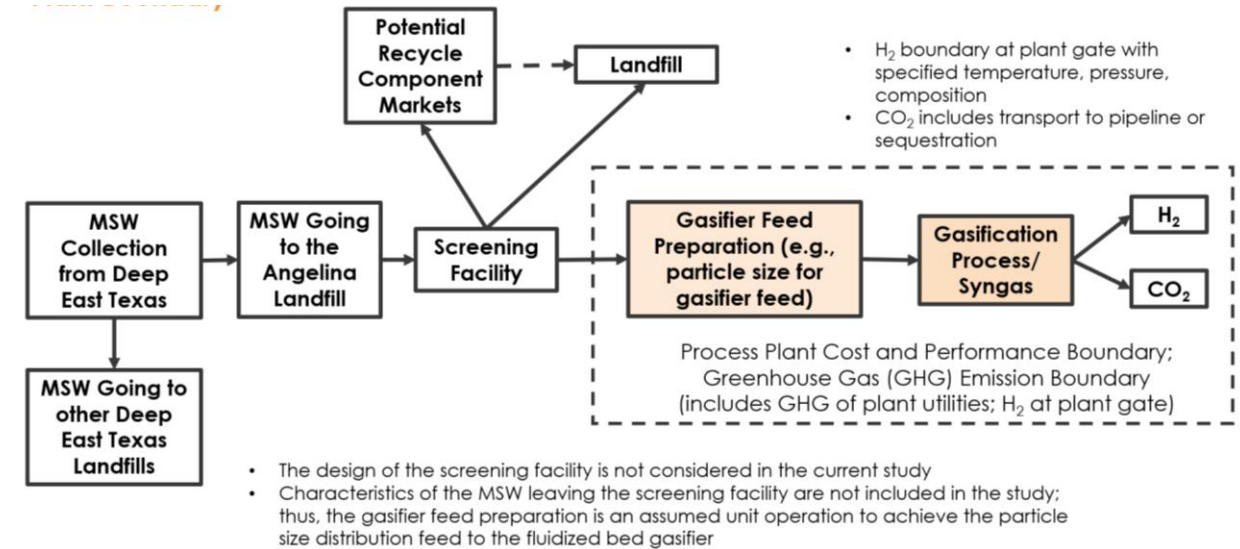 Potential
Recycle
Component
Markets
Landfill
• H₂ boundary at plant gate with
specified temperature, pressure,
composition
• CO₂ includes transport to pipeline or
sequestration
MSW
Collection
from Deep
East Texas
MSW Going
to the
Angelina
Landfill
Screening
Facility
Gasifier Feed
Preparation (e.g.,
particle size for
gasifier feed)
Gasification
Process/
Syngas
H₂
CO₂
Process Plant Cost and Performance Boundary;
Greenhouse Gas (GHG) Emission Boundary
(includes GHG of plant utilities; H₂ at plant gate)
MSW Going to
other Deep
East Texas
Landfills
• The design of the screening facility is not considered in the current study
• Characteristics of the MSW leaving the screening facility are not included in the study;
thus, the gasifier feed preparation is an assumed unit operation to achieve the particle
size distribution feed to the fluidized bed gasifier